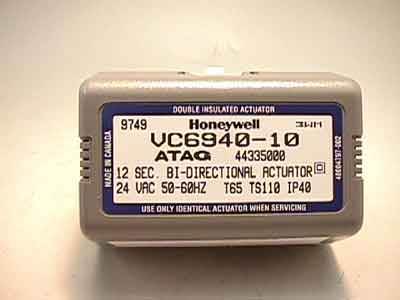 DOUBLE INSULATED ACTUATOR
9749 Honeywell
VC6940-10
ATAG 44335000
12 SEC. BI-DIRECTIONAL ACTUATOR
24 VAC 50-60HZ T65 TS110 IP40
USE ONLY IDENTICAL ACTUATOR WHEN SERVICING
MADE IN CANADA